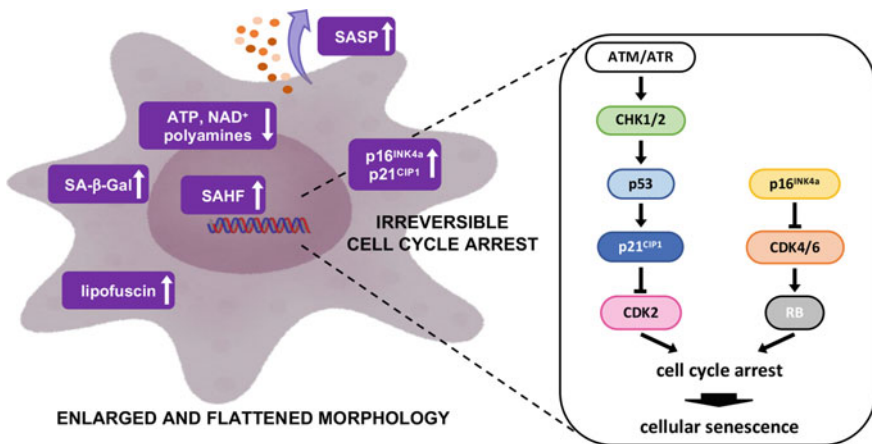 SASP
ATP, NAD⁺
polyamines
p16ᴵᴺᴷ⁴ᵃ
p21ᶜᴵᴾ¹
SA-β-Gal
SAHF
IRREVERSIBLE
CELL CYCLE ARREST
lipofuscin
ENLARGED AND FLATTENED MORPHOLOGY
ATM/ATR
CHK1/2
p53
p16ᴵᴺᴷ⁴ᵃ
p21ᶜᴵᴾ¹
CDK4/6
CDK2
RB
cell cycle arrest
cellular senescence